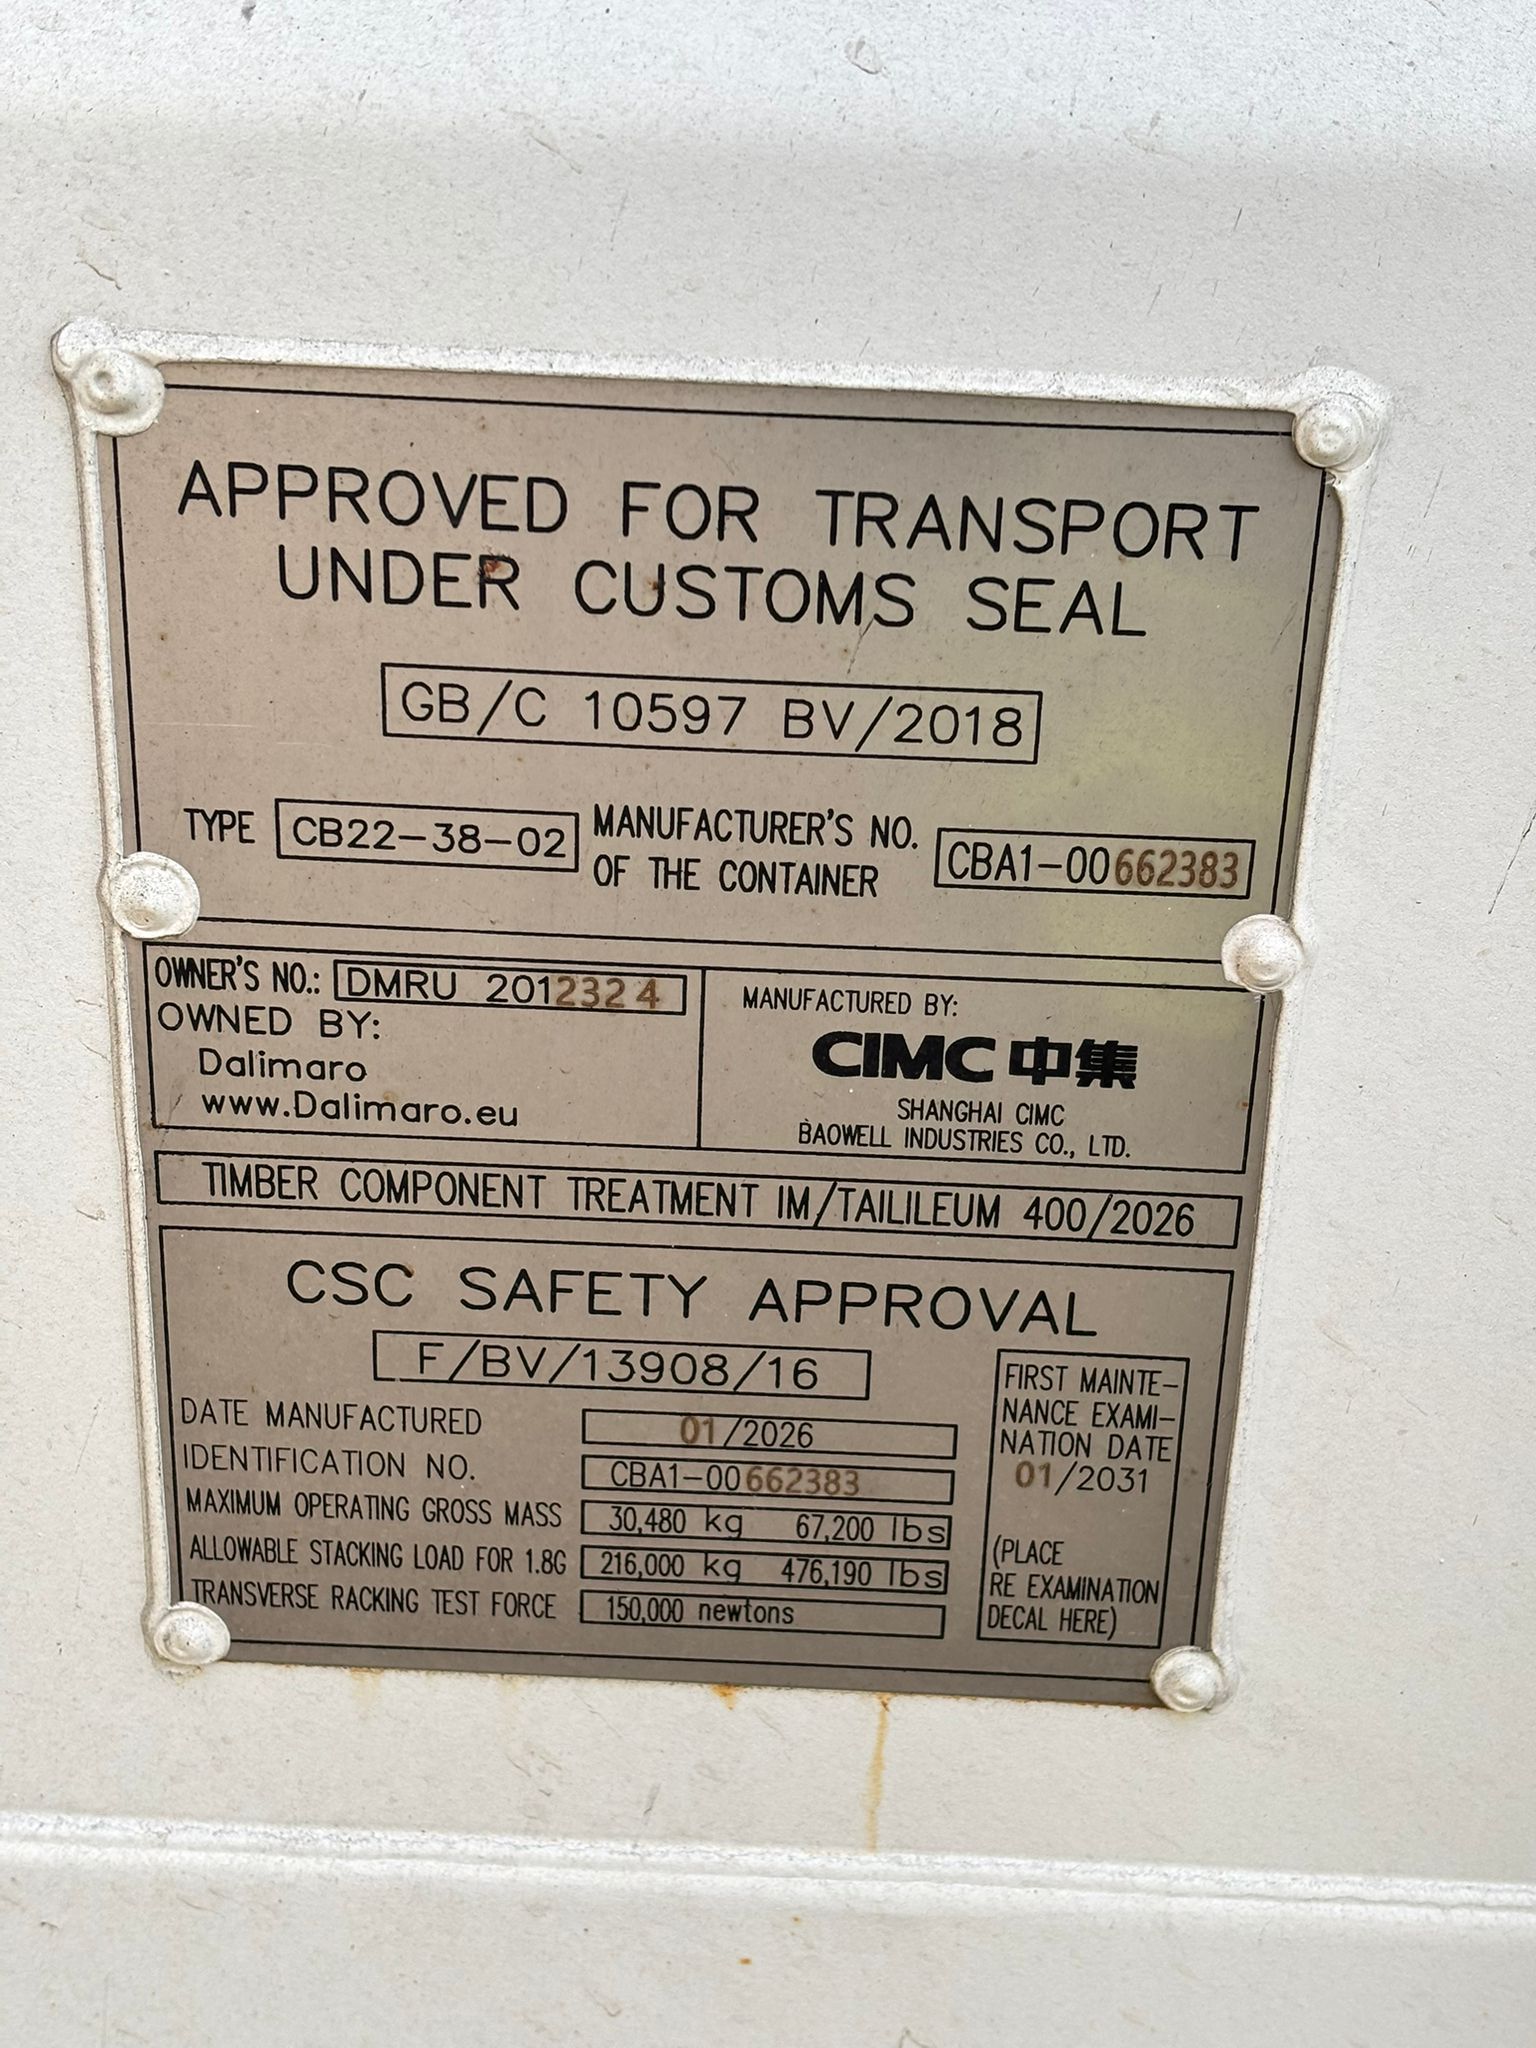 APPROVED FOR TRANSPORT
UNDER CUSTOMS SEAL
GB/C 10597 BV/2018
TYPE CB22-38-02 MANUFACTURER'S NO. OF THE CONTAINER CBA1-00662383
OWNER'S NO.: DMRU 2012324
OWNED BY:
Dalimaro
www.Dalimaro.eu
MANUFACTURED BY:
CIMC 中集
SHANGHAI CIMC
BAOWELL INDUSTRIES CO., LTD.
TIMBER COMPONENT TREATMENT IM/TAILILEUM 400/2026
CSC SAFETY APPROVAL
F/BV/13908/16
DATE MANUFACTURED 01/2026
IDENTIFICATION NO. CBA1-00662383
MAXIMUM OPERATING GROSS MASS 30,480 kg 67,200 lbs
ALLOWABLE STACKING LOAD FOR 1.8G 216,000 kg 476,190 lbs
TRANSVERSE RACKING TEST FORCE 150,000 newtons
FIRST MAINTE-
NANCE EXAMI-
NATION DATE
01/2031
(PLACE
RE EXAMINATION
DECAL HERE)